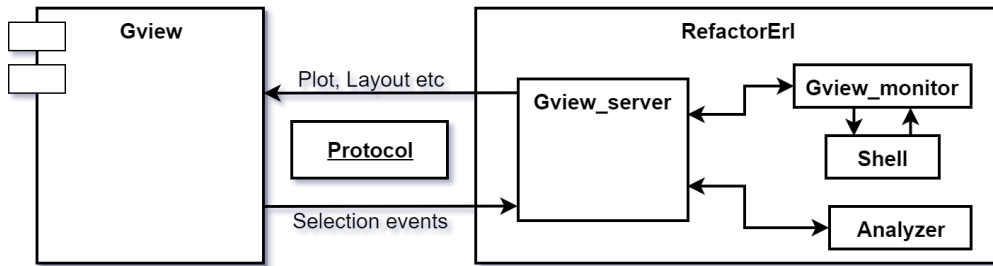 Gview
RefactorErl
Plot, Layout etc
Gview_server
Gview_monitor
Protocol
Shell
Selection events
Analyzer